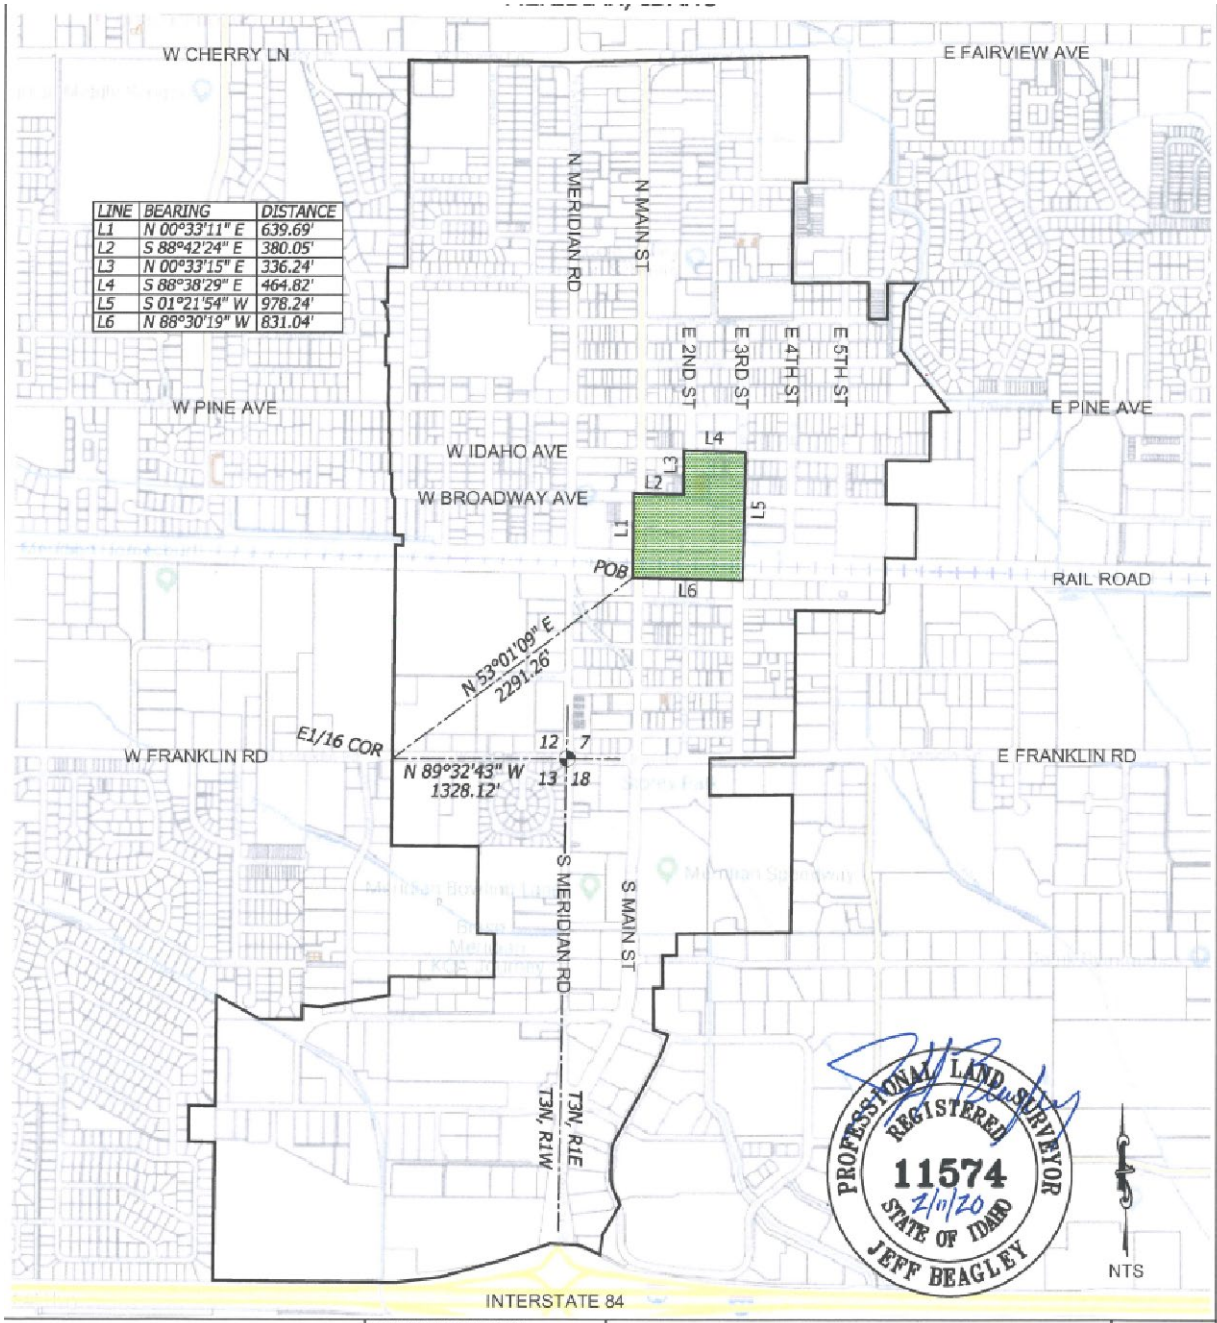 W CHERRY LN
E FAIRVIEW AVE
LINE BEARING DISTANCE
L1 N 00°33'11" E 639.69'
L2 S 88°42'24" E 380.05'
L3 N 00°33'15" E 336.24'
L4 S 88°38'29" E 464.82'
L5 S 01°21'54" W 978.24'
L6 N 88°30'19" W 831.04'
N MERIDIAN RD
N MAIN ST
E 2ND ST
E 3RD ST
E 4TH ST
E 5TH ST
W PINE AVE
E PINE AVE
W IDAHO AVE
L4
L3
L2
W BROADWAY AVE
L1
L5
POB
L6
RAIL ROAD
N 53°01'09" E
2291.26'
E1/16 COR
W FRANKLIN RD
12 7
13 18
N 89°32'43" W
1328.12'
E FRANKLIN RD
Meridian Speedway
S MERIDIAN RD
S MAIN ST
T3N, R1W
T3N, R1E
PROFESSIONAL LAND SURVEYOR
REGISTERED
11574
2/11/20
STATE OF IDAHO
JEFF BEAGLEY
NTS
INTERSTATE 84